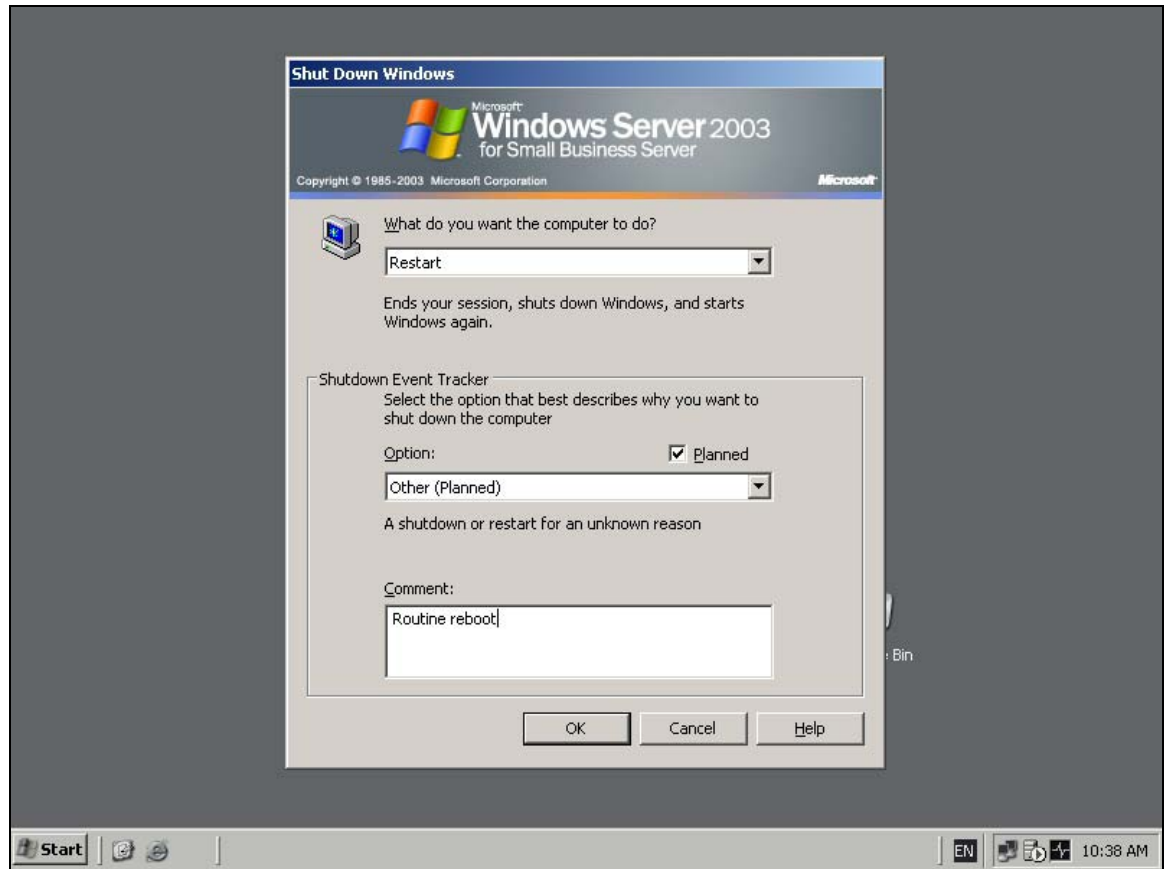 Shut Down Windows
Microsoft
Windows Server 2003
for Small Business Server
Copyright © 1985-2003 Microsoft Corporation
Microsoft
What do you want the computer to do?
Restart
Ends your session, shuts down Windows, and starts
Windows again.
Shutdown Event Tracker
Select the option that best describes why you want to
shut down the computer
Option:
Planned
Other (Planned)
A shutdown or restart for an unknown reason
Comment:
Routine reboot
Bin
OK
Cancel
Help
Start
EN
10:38 AM